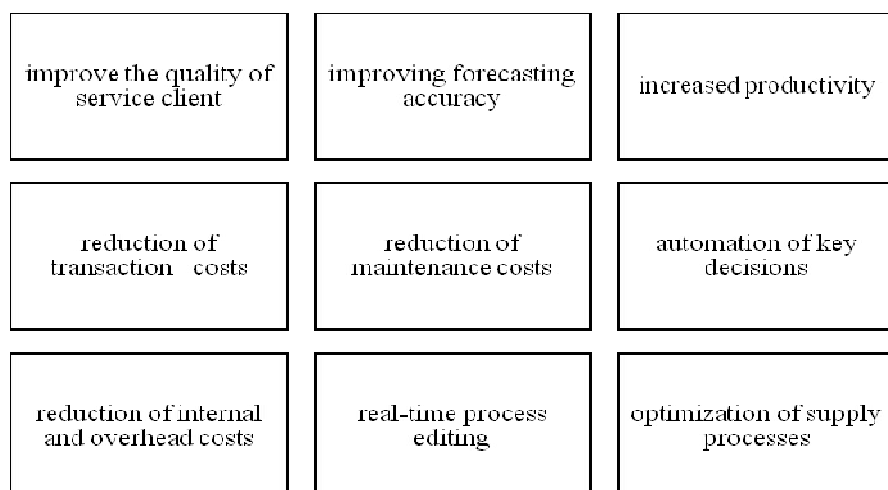 improve the quality of
service client
improving forecasting
accuracy
increased productivity
reduction of
transaction costs
reduction of
maintenance costs
automation of key
decisions
reduction of internal
and overhead costs
real-time process
editing
optimization of supply
processes